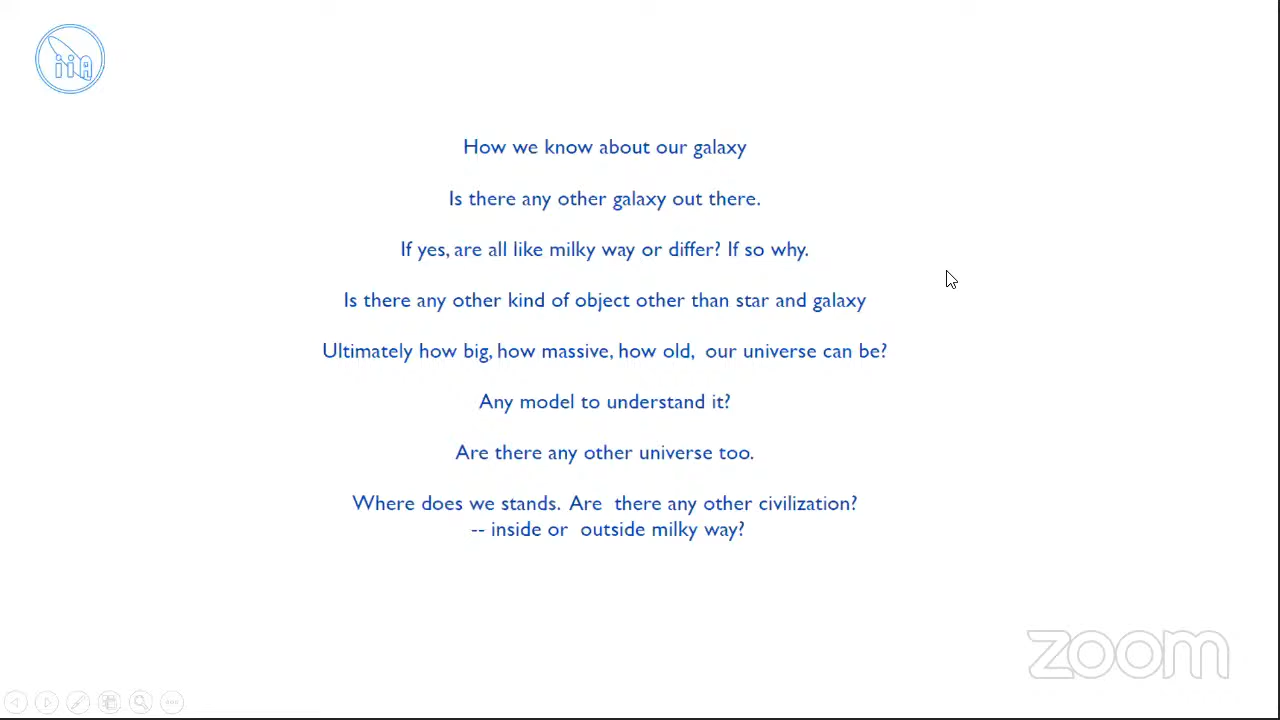 iiA
How we know about our galaxy
Is there any other galaxy out there.
If yes, are all like milky way or differ? If so why.
Is there any other kind of object other than star and galaxy
Ultimately how big, how massive, how old, our universe can be?
Any model to understand it?
Are there any other universe too.
Where does we stands. Are there any other civilization?
-- inside or outside milky way?
zoom